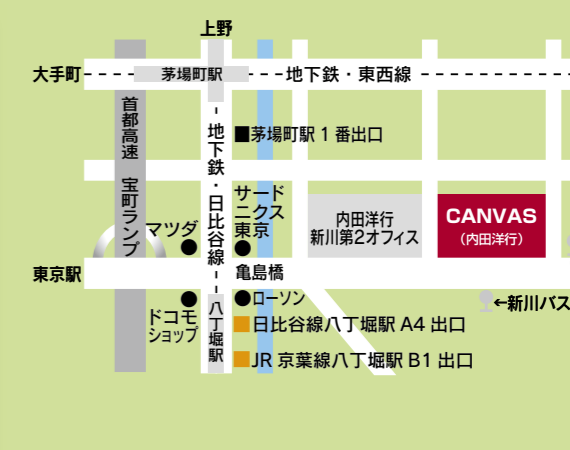 上野
大手町
茅場町駅
地下鉄・東西線
首都高速 宝町ランプ
地下鉄・日比谷線
茅場町駅 1 番出口
サード
ニクス
東京
マツダ
内田洋行
新川第2オフィス
CANVAS
(内田洋行)
東京駅
亀島橋
ローソン
←新川バス
ドコモ
ショップ
八丁堀駅
日比谷線八丁堀駅 A4 出口
JR 京葉線八丁堀駅 B1 出口